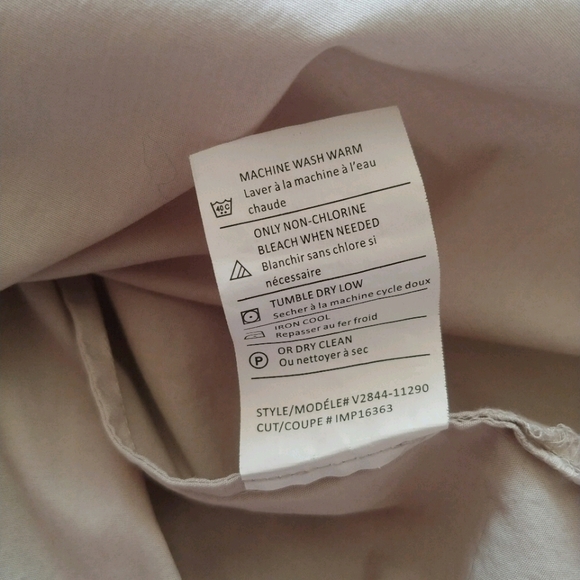 MACHINE WASH WARM
Laver à la machine à l'eau
chaude
40 C
ONLY NON-CHLORINE
BLEACH WHEN NEEDED
Blanchir sans chlore si
nécessaire
TUMBLE DRY LOW
Secher à la machine cycle doux
IRON COOL
Repasser au fer froid
P
OR DRY CLEAN
Ou nettoyer à sec
STYLE/MODÉLE# V2844-11290
CUT/COUPE # IMP16363